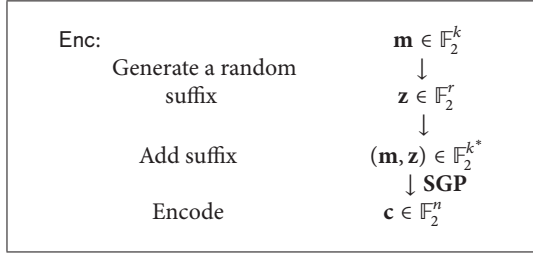 Enc: m ∈ 𝔽₂ᵏ
Generate a random ↓
suffix z ∈ 𝔽₂ʳ
↓
Add suffix (m, z) ∈ 𝔽₂ᵏ*
↓ SGP
Encode c ∈ 𝔽₂ⁿ